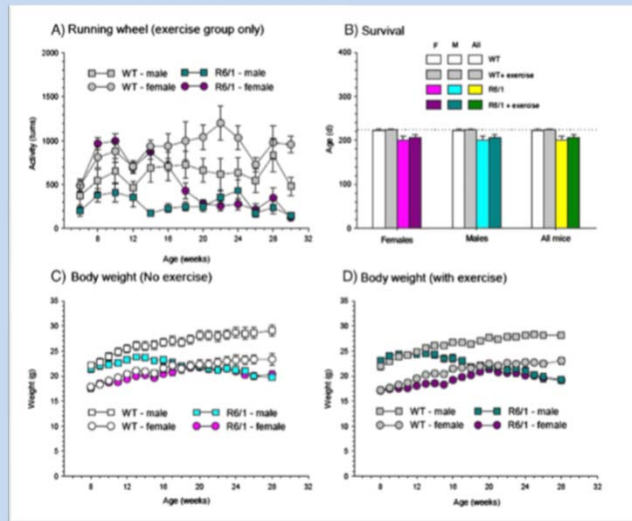 A) Running wheel (exercise group only)
2000
1500
1000
500
0
Activity (turns)
WT - male
R6/1 - male
WT - female
R6/1 - female
4 8 12 16 20 24 28 32
Age (weeks)
B) Survival
F M All
WT
WT+ exercise
R6/1
R6/1 + exercise
400
300
200
100
0
Age (d)
Females Males All mice
C) Body weight (No exercise)
35
30
25
20
15
10
5
0
Weight (g)
WT - male
R6/1 - male
WT - female
R6/1 - female
4 8 12 16 20 24 28 32
Age (weeks)
D) Body weight (with exercise)
35
30
25
20
15
10
5
0
Weight (g)
WT - male
R6/1 - male
WT - female
R6/1 - female
8 12 16 20 24 28 32
Age (weeks)